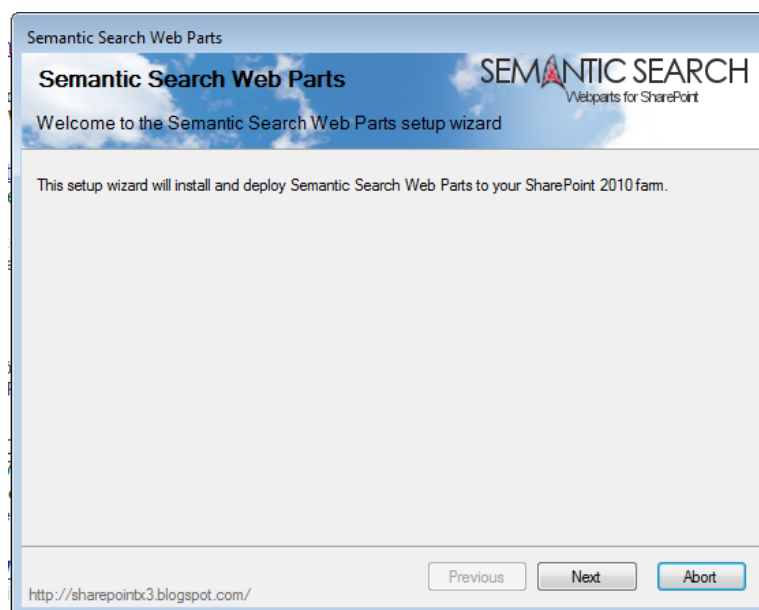 Semantic Search Web Parts
Semantic Search Web Parts
SEMANTIC SEARCH
Webparts for SharePoint
Welcome to the Semantic Search Web Parts setup wizard
This setup wizard will install and deploy Semantic Search Web Parts to your SharePoint 2010 farm.
Previous
Next
Abort
http://sharepointx3.blogspot.com/